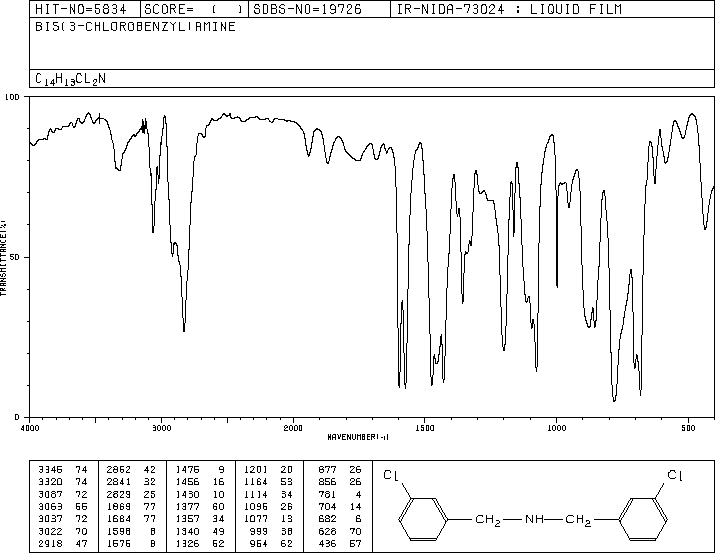 HIT-NO=5834 SCORE= ( ) SDBS-NO=19726 IR-NIDA-73024 : LIQUID FILM
BIS(3-CHLOROBENZYL)AMINE
C14H13CL2N
100
50
0
TRANSMITTANCE(%)
4000 3000 2000 1500 1000 500
WAVENUMBER(-1)
3346 74 2862 42 1475 9 1201 20 877 26
3320 74 2841 32 1456 16 1164 53 856 26
3087 72 2829 25 1430 10 1114 34 781 4
3063 55 1869 77 1377 60 1096 26 704 14
3037 72 1684 77 1357 34 1077 13 682 6
3022 70 1598 8 1340 49 999 38 628 70
2918 47 1576 8 1326 52 954 62 436 57
Cl Cl
CH2 NH CH2